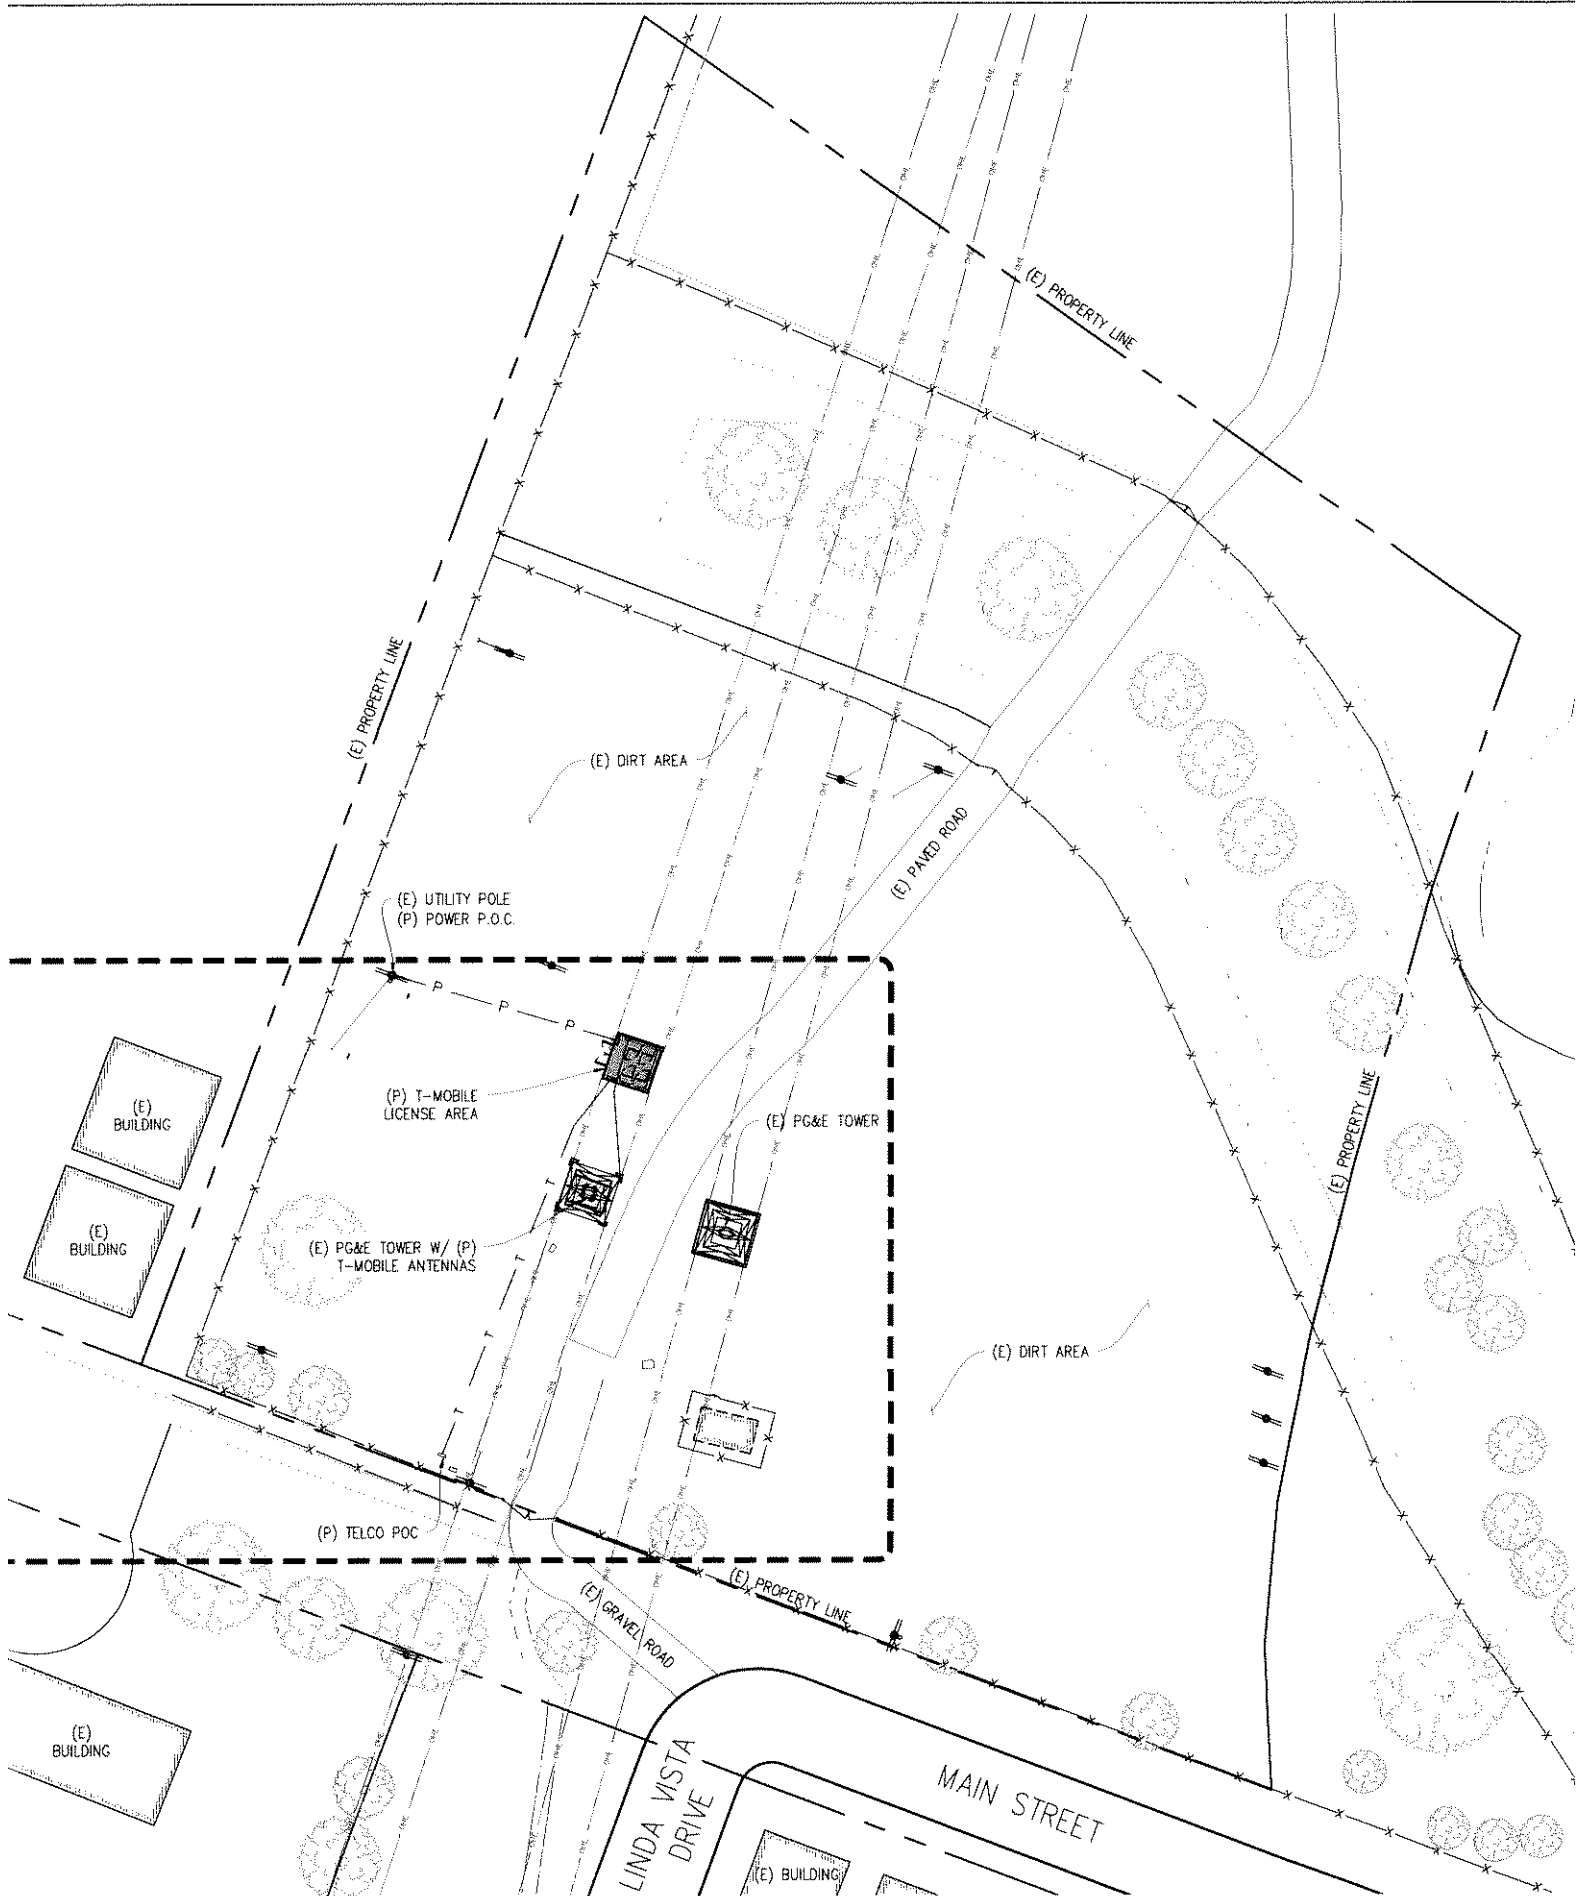 (E) PROPERTY LINE
(E) PROPERTY LINE
(E) DIRT AREA
(E) PAVED ROAD
(E) UTILITY POLE
(P) POWER P.O.C.
P
P
P
(E)
BUILDING
(P) T-MOBILE
LICENSE AREA
(E) PG&E TOWER
(E) PROPERTY LINE
(E)
BUILDING
(E) PG&E TOWER W/ (P)
T-MOBILE ANTENNAS
T
T
T
T
T
(E) DIRT AREA
(P) TELCO POC
(E) PROPERTY LINE
(E) GRAVEL ROAD
(E)
BUILDING
LINDA VISTA
DRIVE
MAIN STREET
(E) BUILDING